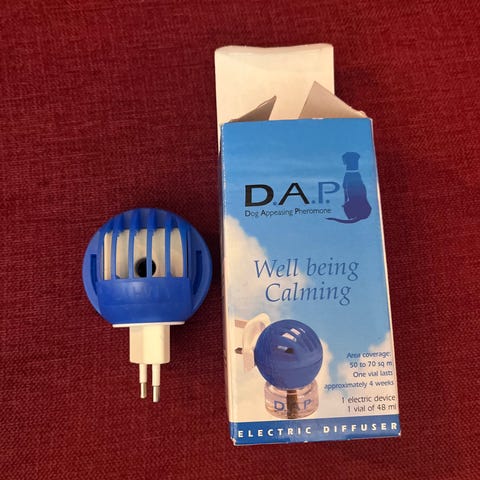 D.A.P.
Dog Appeasing Pheromone
Well being
Calming
Area coverage:
50 to 70 sq m
One vial lasts
approximately 4 weeks
D.A.P
1 electric device
1 vial of 48 ml
ELECTRIC DIFFUSER